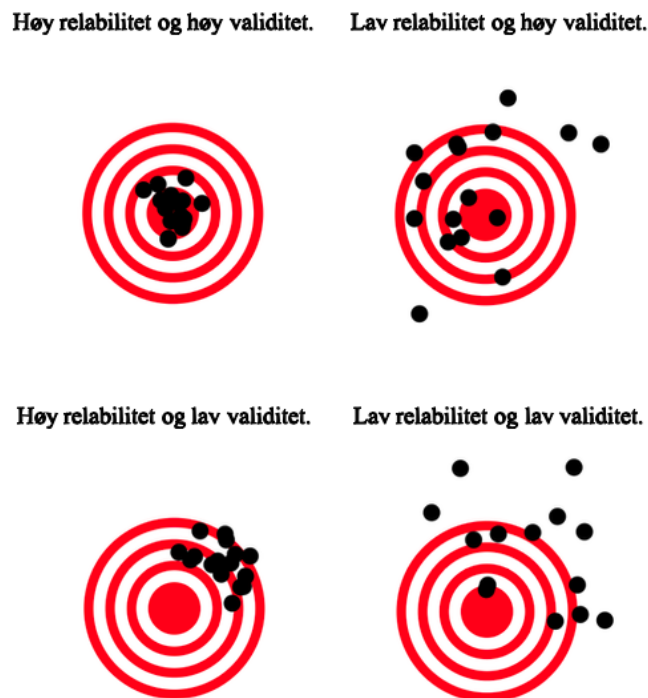 Høy relabilitet og høy validitet.
Lav relabilitet og høy validitet.
Høy relabilitet og lav validitet.
Lav relabilitet og lav validitet.